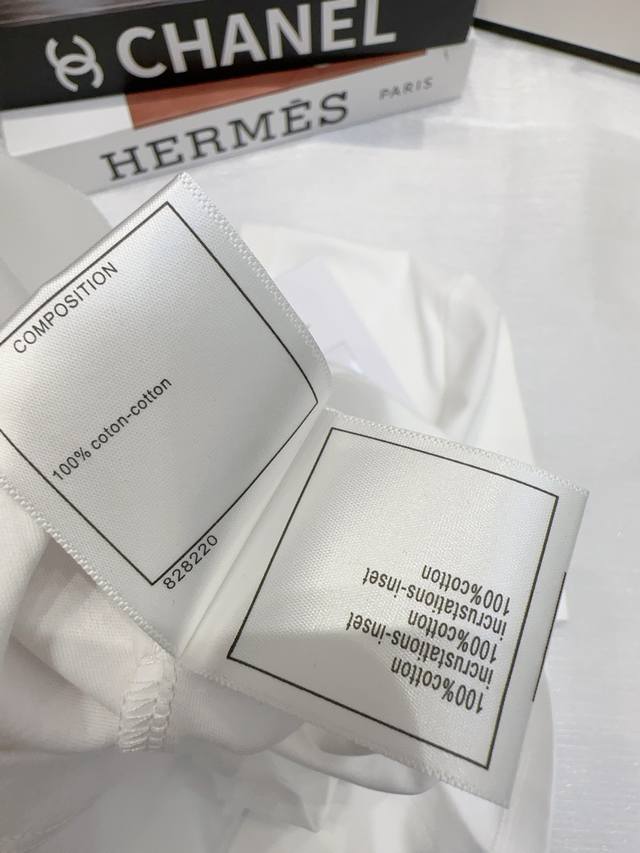 CHANEL
HERMÈS PARIS
COMPOSITION
100% coton-cotton
828220
100%cotton
incrustations-inset
100%cotton
incrustations-inset
100%cotton